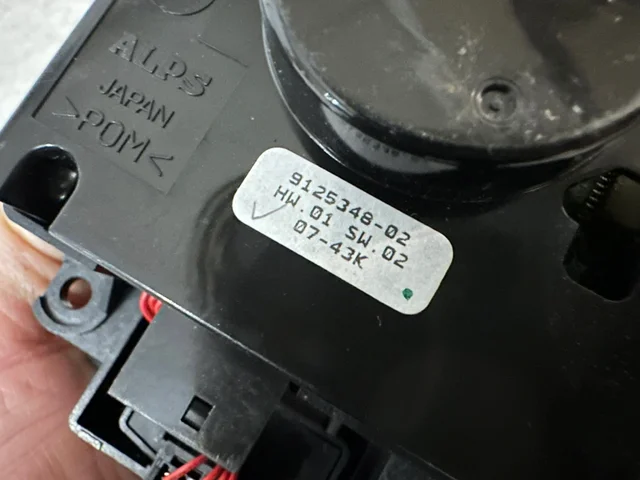 ALPS
JAPAN
>POM<
9125348-02
HW.01 SW.02
07-43K